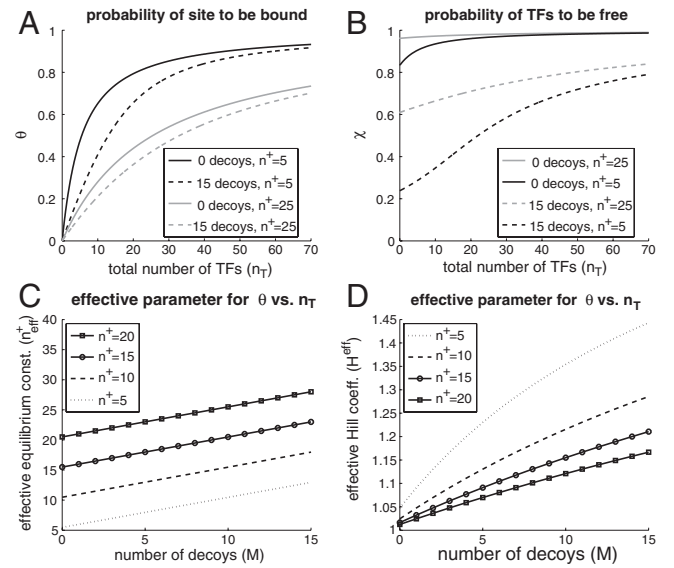 A
probability of site to be bound
1
0.8
0.6
0.4
0.2
0
θ
0 10 20 30 40 50 60 70
total number of TFs (n_T)
0 decoys, n⁺=5
15 decoys, n⁺=5
0 decoys, n⁺=25
15 decoys, n⁺=25
B
probability of TFs to be free
1
0.8
0.6
0.4
0.2
0
χ
0 10 20 30 40 50 60 70
total number of TFs (n_T)
0 decoys, n⁺=25
0 decoys, n⁺=5
15 decoys, n⁺=25
15 decoys, n⁺=5
C
effective parameter for θ vs. n_T
40
35
30
25
20
15
10
5
effective equilibrium const. (n⁺_eff)
0 5 10 15
number of decoys (M)
n⁺=20
n⁺=15
n⁺=10
n⁺=5
D
effective parameter for θ vs. n_T
1.45
1.4
1.35
1.3
1.25
1.2
1.15
1.1
1.05
1
effective Hill coeff. (H^eff)
0 5 10 15
number of decoys (M)
n⁺=5
n⁺=10
n⁺=15
n⁺=20